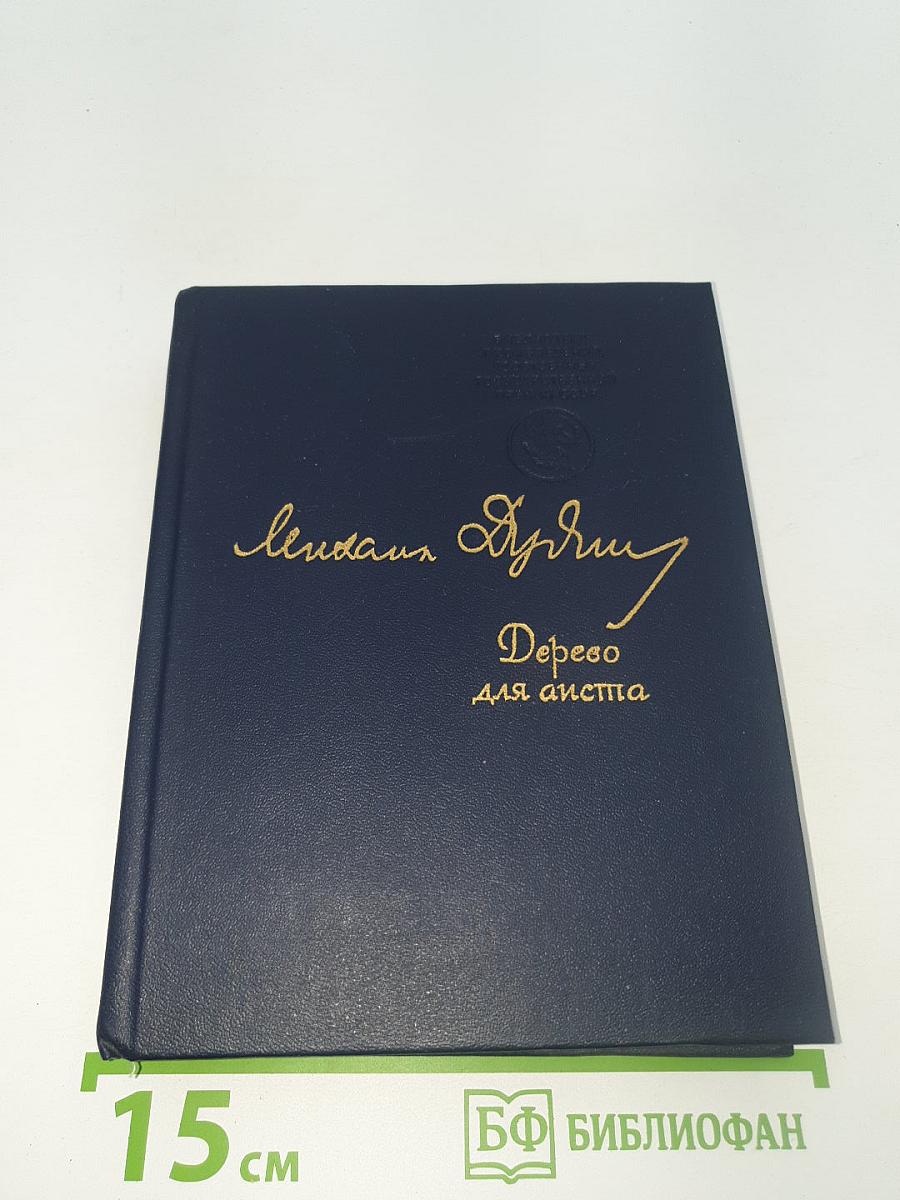 Михаил Дудин
Дерево
для аиста
15 см
БФ БИБЛИОФАН